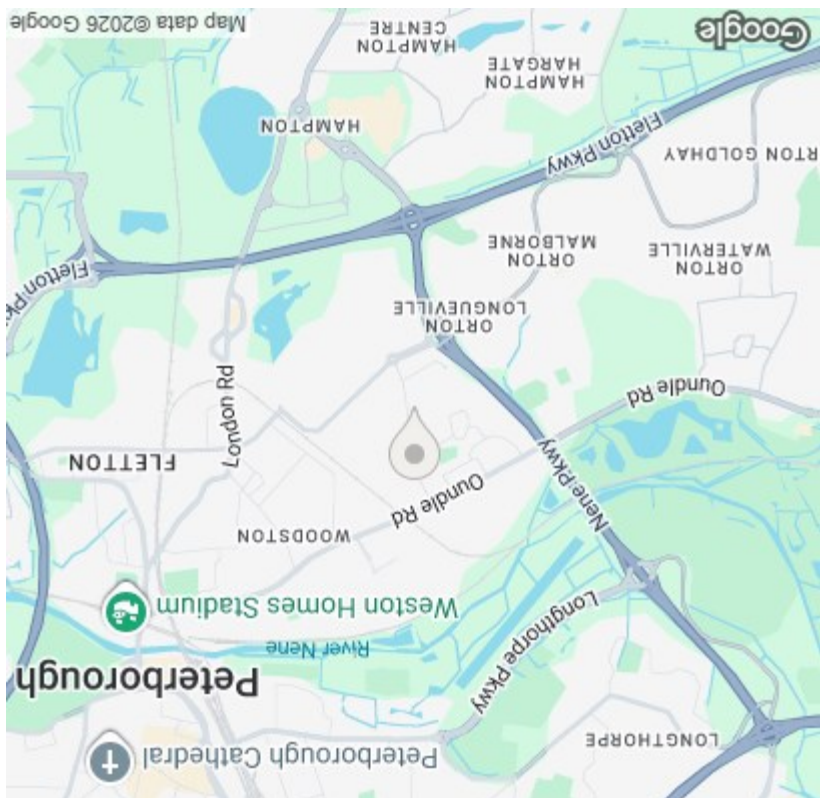 LONGTHORPE
Peterborough Cathedral
Longthorpe Pkwy
Peterborough
River Nene
Weston Homes Stadium
Nene Pkwy
WOODSTON
Oundle Rd
FLETTON
Oundle Rd
London Rd
ORTON
LONGUEVILLE
ORTON
WATERVILLE
ORTON
MALBORNE
Fletton Pk
RTON GOLDHAY
Fletton Pkwy
HAMPTON
HAMPTON
HARGATE
HAMPTON
CENTRE
Google
Map data ©2026 Google